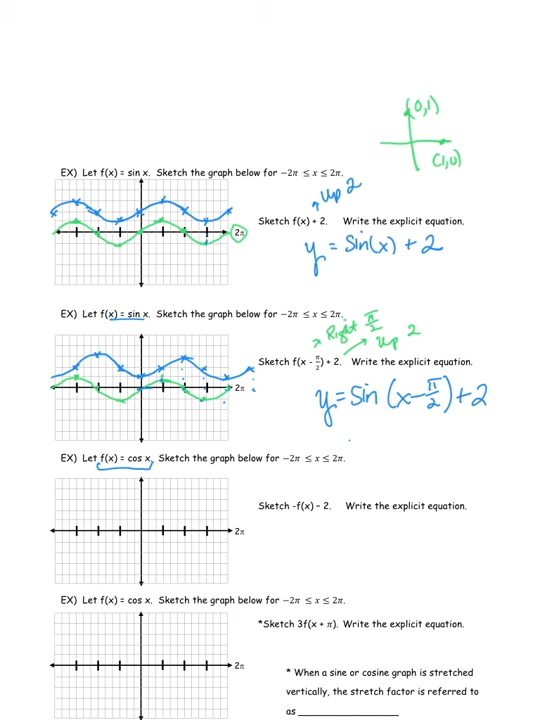 (0,1)
(1,0)
EX) Let f(x) = sin x. Sketch the graph below for −2π ≤ x ≤ 2π.
Up 2
Sketch f(x) + 2. Write the explicit equation.
2π
y = sin(x) + 2
EX) Let f(x) = sin x. Sketch the graph below for −2π ≤ x ≤ 2π.
Right π/2
Up 2
Sketch f(x - π/2) + 2. Write the explicit equation.
2π
y = sin (x - π/2) + 2
EX) Let f(x) = cos x. Sketch the graph below for −2π ≤ x ≤ 2π.
Sketch -f(x) – 2. Write the explicit equation.
2π
EX) Let f(x) = cos x. Sketch the graph below for −2π ≤ x ≤ 2π.
*Sketch 3f(x + π). Write the explicit equation.
2π
* When a sine or cosine graph is stretched
vertically, the stretch factor is referred to
as ____________________